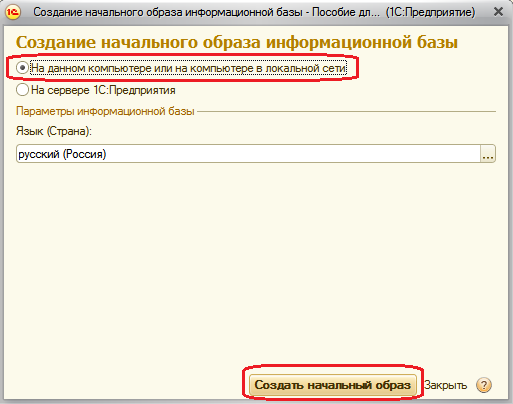 1С Создание начального образа информационной базы - Пособие дл... (1С:Предприятие)
Создание начального образа информационной базы
На данном компьютере или на компьютере в локальной сети
На сервере 1С:Предприятия
Параметры информационной базы
Язык (Страна):
русский (Россия) ...
Создать начальный образ Закрыть ?